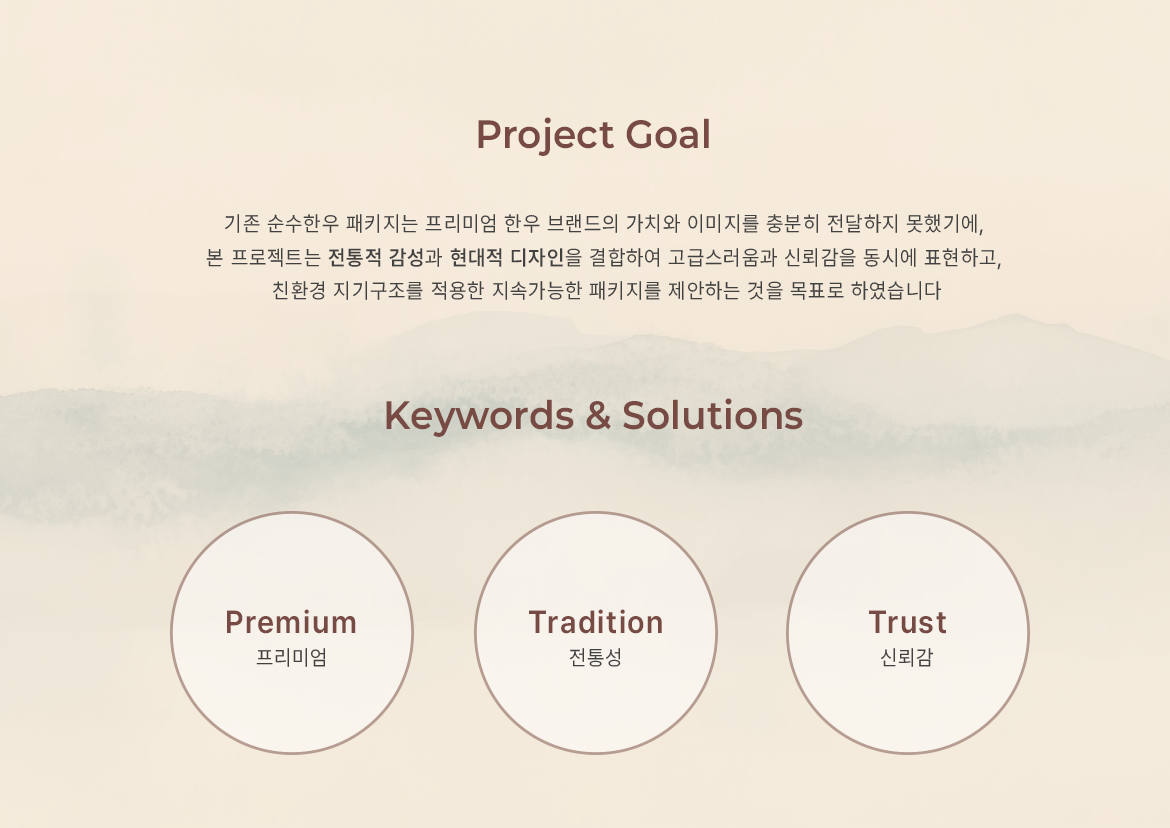 Project Goal
기존 순수한우 패키지는 프리미엄 한우 브랜드의 가치와 이미지를 충분히 전달하지 못했기에,
본 프로젝트는 전통적 감성과 현대적 디자인을 결합하여 고급스러움과 신뢰감을 동시에 표현하고,
친환경 지기구조를 적용한 지속가능한 패키지를 제안하는 것을 목표로 하였습니다
Keywords & Solutions
Premium
프리미엄
Tradition
전통성
Trust
신뢰감